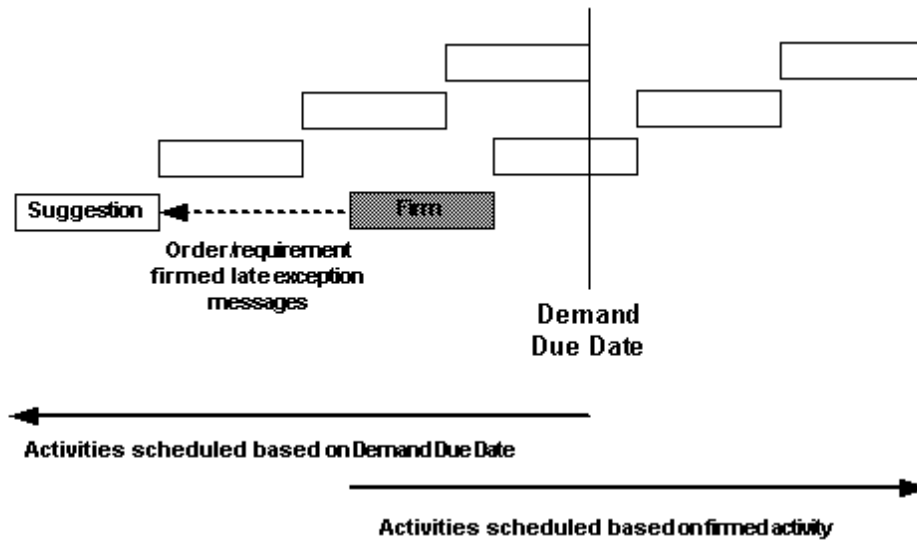 Suggestion
Firm
Order/requirement
firmed late exception
messages
Demand
Due Date
Activities scheduled based on Demand Due Date
Activities scheduled based on firmed activity